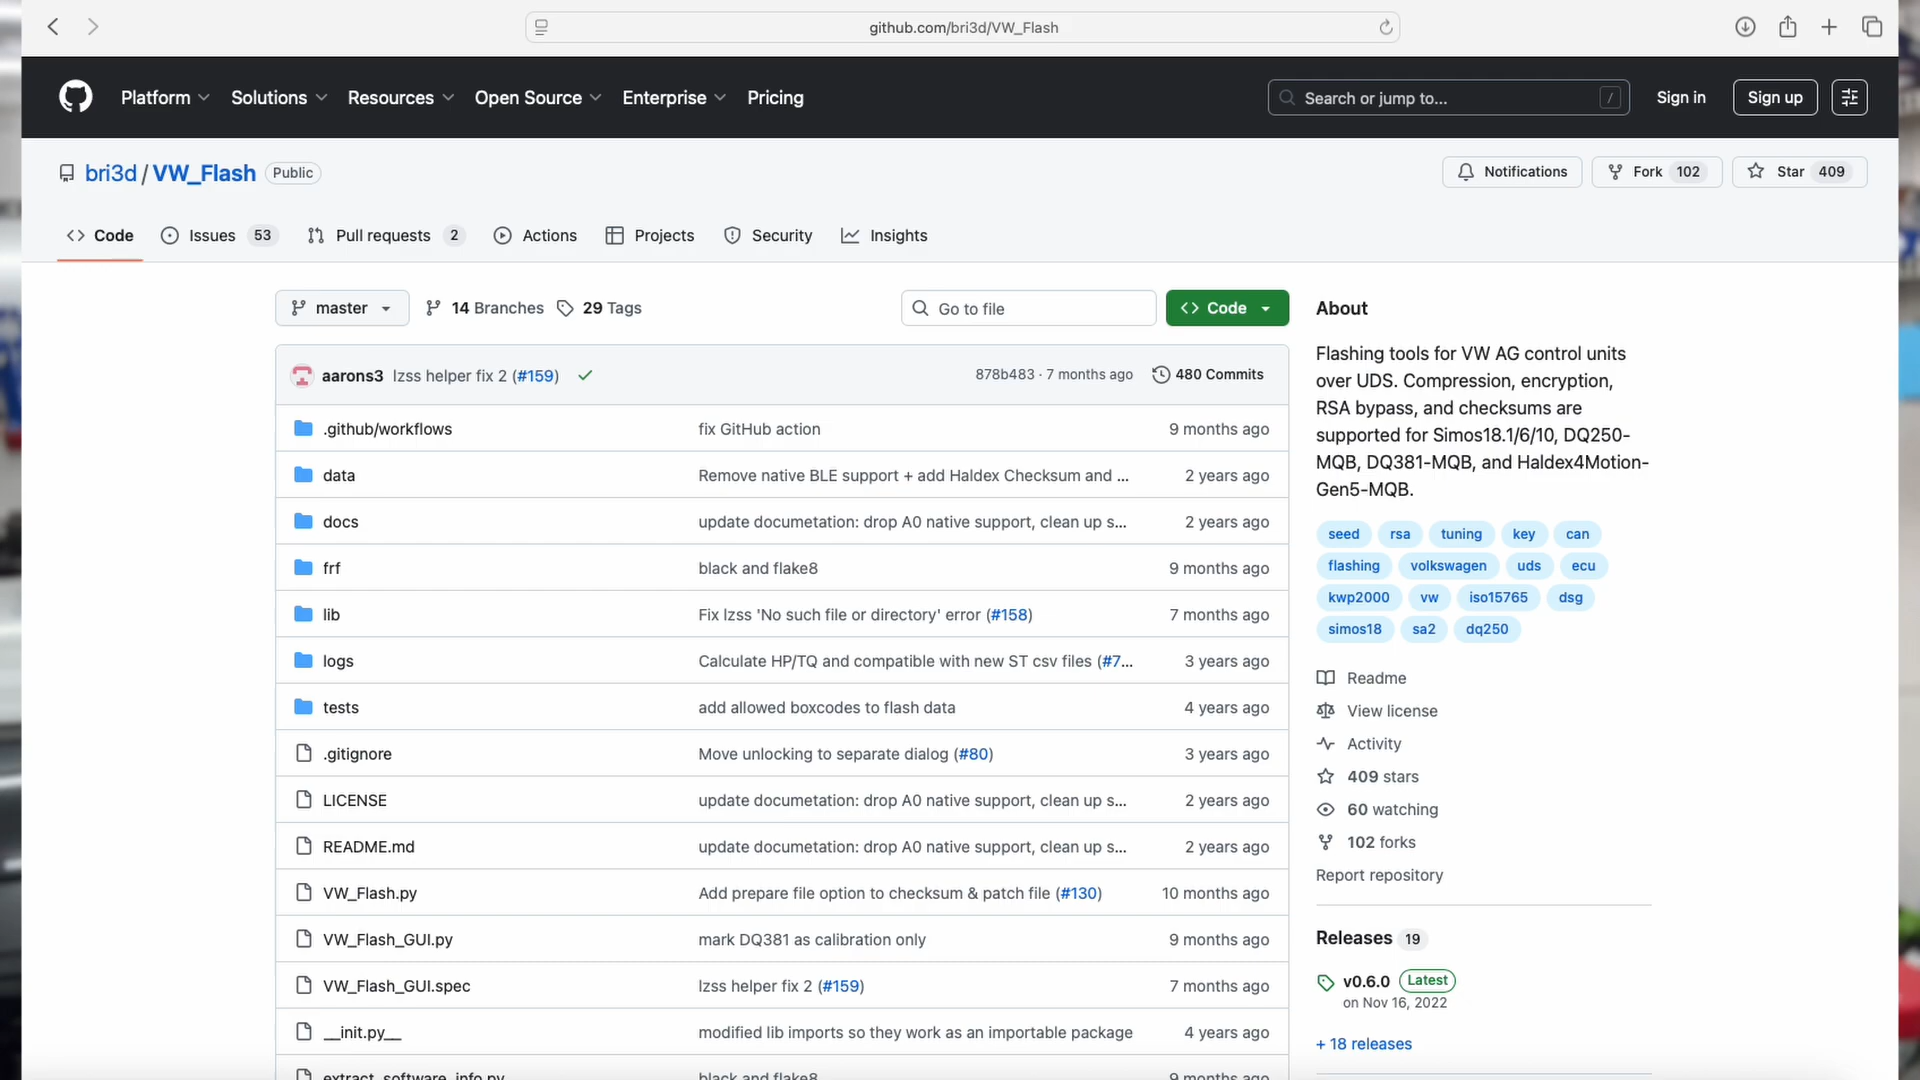 github.com/bri3d/VW_Flash
Platform Solutions Resources Open Source Enterprise Pricing Search or jump to... / Sign in Sign up
bri3d / VW_Flash Public Notifications Fork 102 Star 409
Code Issues 53 Pull requests 2 Actions Projects Security Insights
master 14 Branches 29 Tags Go to file Code
aarons3 lzss helper fix 2 (#159) 878b483 · 7 months ago 480 Commits
.github/workflows fix GitHub action 9 months ago
data Remove native BLE support + add Haldex Checksum and ... 2 years ago
docs update documetation: drop A0 native support, clean up s... 2 years ago
frf black and flake8 9 months ago
lib Fix lzss 'No such file or directory' error (#158) 7 months ago
logs Calculate HP/TQ and compatible with new ST csv files (#7... 3 years ago
tests add allowed boxcodes to flash data 4 years ago
.gitignore Move unlocking to separate dialog (#80) 3 years ago
LICENSE update documetation: drop A0 native support, clean up s... 2 years ago
README.md update documetation: drop A0 native support, clean up s... 2 years ago
VW_Flash.py Add prepare file option to checksum & patch file (#130) 10 months ago
VW_Flash_GUI.py mark DQ381 as calibration only 9 months ago
VW_Flash_GUI.spec lzss helper fix 2 (#159) 7 months ago
__init.py__ modified lib imports so they work as an importable package 4 years ago
extract_software_info.py black and flake8 9 months ago
About
Flashing tools for VW AG control units
over UDS. Compression, encryption,
RSA bypass, and checksums are
supported for Simos18.1/6/10, DQ250-
MQB, DQ381-MQB, and Haldex4Motion-
Gen5-MQB.
seed rsa tuning key can
flashing volkswagen uds ecu
kwp2000 vw iso15765 dsg
simos18 sa2 dq250
Readme
View license
Activity
409 stars
60 watching
102 forks
Report repository
Releases 19
v0.6.0 Latest
on Nov 16, 2022
+ 18 releases